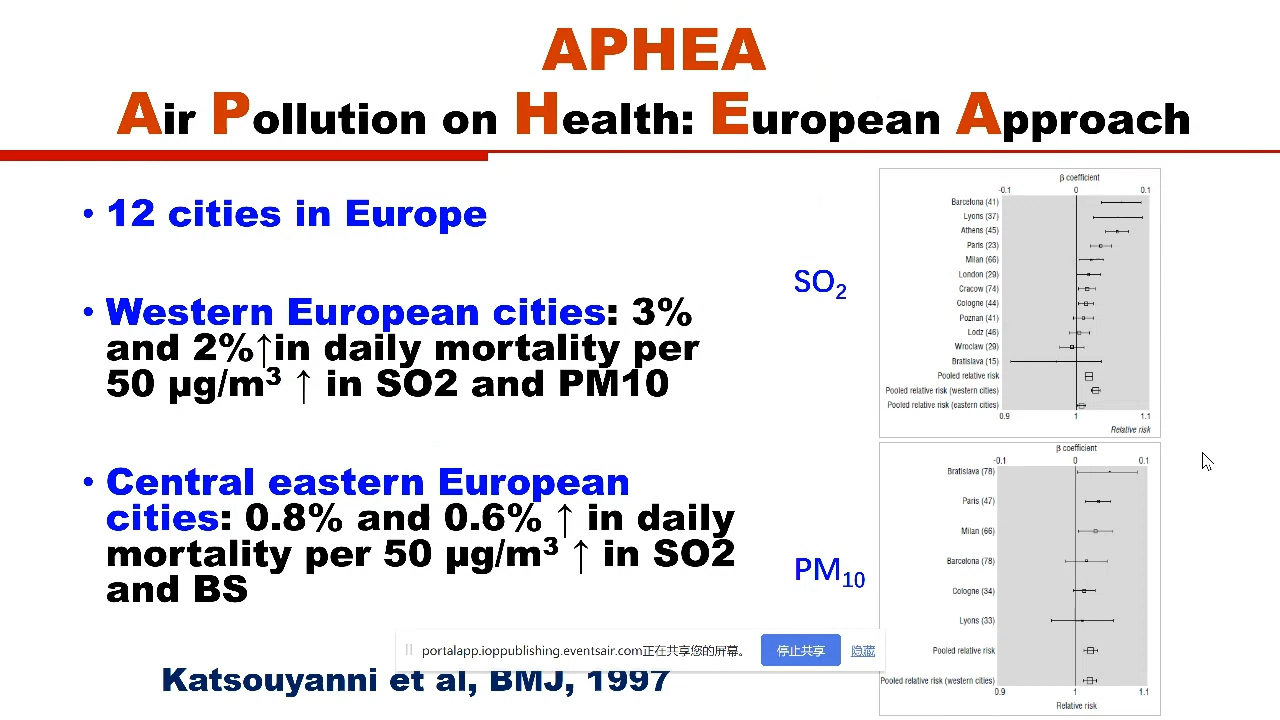 APHEA
Air Pollution on Health: European Approach
• 12 cities in Europe
• Western European cities: 3%
and 2%↑in daily mortality per
50 μg/m³ ↑ in SO2 and PM10
• Central eastern European
cities: 0.8% and 0.6% ↑ in daily
mortality per 50 μg/m³ ↑ in SO2
and BS
Katsouyanni et al, BMJ, 1997
SO₂
β coefficient
-0.1 0 0.1
Barcelona (41)
Lyons (37)
Athens (45)
Paris (23)
Milan (66)
London (29)
Cracow (74)
Cologne (44)
Poznan (41)
Lodz (46)
Wroclaw (29)
Bratislava (15)
Pooled relative risk
Pooled relative risk (western cities)
Pooled relative risk (eastern cities)
0.9 1 1.1
Relative risk
PM₁₀
β coefficient
-0.1 0 0.1
Bratislava (78)
Paris (47)
Milan (66)
Barcelona (78)
Cologne (34)
Lyons (33)
Pooled relative risk
Pooled relative risk (western cities)
0.9 1 1.1
Relative risk
portalapp.ioppublishing.eventsair.com正在共享您的屏幕。 停止共享 隐藏